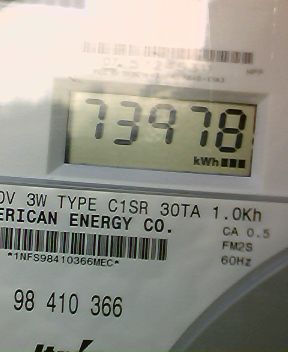 73978
kWh
0V 3W TYPE C1SR 30TA 1.0Kh
ERICAN ENERGY CO.
CA 0.5
*1NFS98410366MEC*
FM2S
60Hz
98 410 366